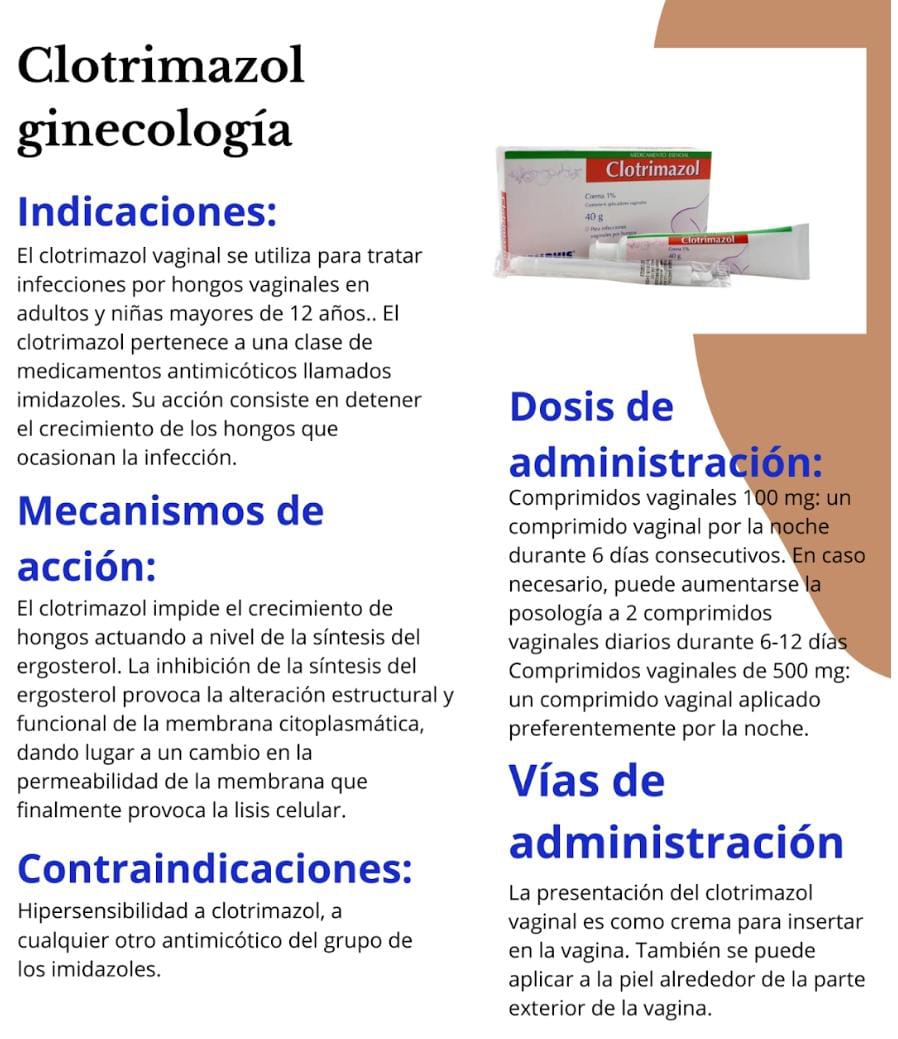 Clotrimazol
ginecología
Indicaciones:
El clotrimazol vaginal se utiliza para tratar
infecciones por hongos vaginales en
adultos y niñas mayores de 12 años.. El
clotrimazol pertenece a una clase de
medicamentos antimicóticos llamados
imidazoles. Su acción consiste en detener
el crecimiento de los hongos que
ocasionan la infección.
Mecanismos de
acción:
El clotrimazol impide el crecimiento de
hongos actuando a nivel de la síntesis del
ergosterol. La inhibición de la síntesis del
ergosterol provoca la alteración estructural y
funcional de la membrana citoplasmática,
dando lugar a un cambio en la
permeabilidad de la membrana que
finalmente provoca la lisis celular.
Contraindicaciones:
Hipersensibilidad a clotrimazol, a
cualquier otro antimicótico del grupo de
los imidazoles.
MEDICAMENTO ESENCIAL
Clotrimazol
Crema 1%
Contiene 6 aplicadores vaginales
40 g
Para infecciones
vaginales por hongos
Clotrimazol
Crema 1%
40 g
Dosis de
administración:
Comprimidos vaginales 100 mg: un
comprimido vaginal por la noche
durante 6 días consecutivos. En caso
necesario, puede aumentarse la
posología a 2 comprimidos
vaginales diarios durante 6-12 días
Comprimidos vaginales de 500 mg:
un comprimido vaginal aplicado
preferentemente por la noche.
Vías de
administración
La presentación del clotrimazol
vaginal es como crema para insertar
en la vagina. También se puede
aplicar a la piel alrededor de la parte
exterior de la vagina.